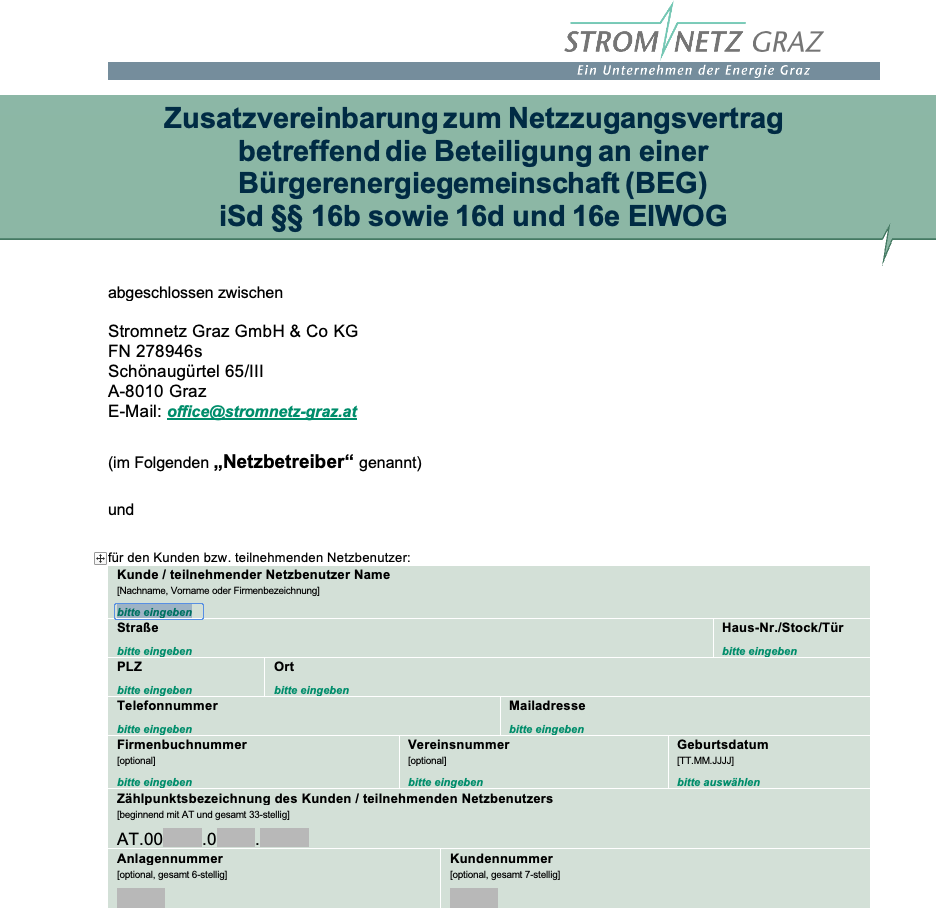 STROMNETZ GRAZ
Ein Unternehmen der Energie Graz
Zusatzvereinbarung zum Netzzugangsvertrag
betreffend die Beteiligung an einer
Bürgerenergiegemeinschaft (BEG)
iSd §§ 16b sowie 16d und 16e ElWOG
abgeschlossen zwischen
Stromnetz Graz GmbH & Co KG
FN 278946s
Schönaugürtel 65/III
A-8010 Graz
E-Mail: office@stromnetz-graz.at
(im Folgenden „Netzbetreiber“ genannt)
und
für den Kunden bzw. teilnehmenden Netzbenutzer:
Kunde / teilnehmender Netzbenutzer Name
[Nachname, Vorname oder Firmenbezeichnung]
bitte eingeben
Straße Haus-Nr./Stock/Tür
bitte eingeben bitte eingeben
PLZ Ort
bitte eingeben bitte eingeben
Telefonnummer Mailadresse
bitte eingeben bitte eingeben
Firmenbuchnummer Vereinsnummer Geburtsdatum
[optional] [optional] [TT.MM.JJJJ]
bitte eingeben bitte eingeben bitte auswählen
Zählpunktsbezeichnung des Kunden / teilnehmenden Netzbenutzers
[beginnend mit AT und gesamt 33-stellig]
AT.00 .0 .
Anlagennummer Kundennummer
[optional, gesamt 6-stellig] [optional, gesamt 7-stellig]